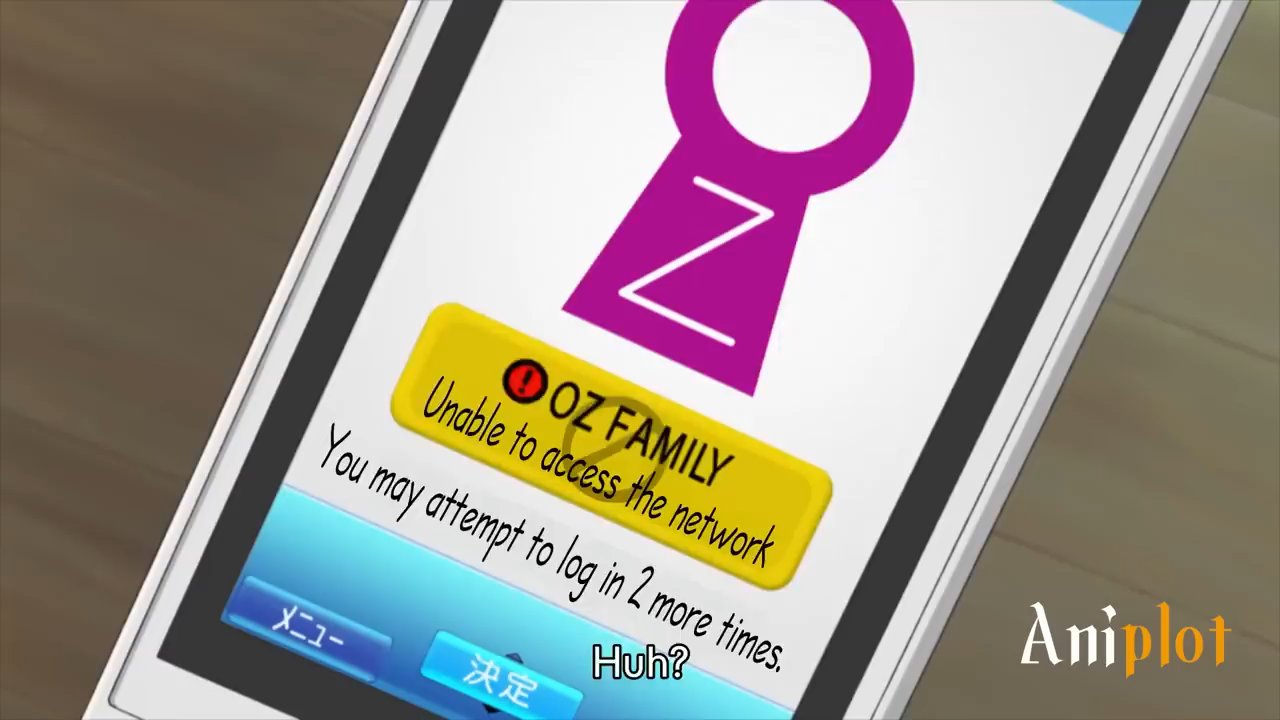 OZ
! OZ FAMILY
Unable to access the network
You may attempt to log in 2 more times.
メニュー
決定
Huh?
Aniplot